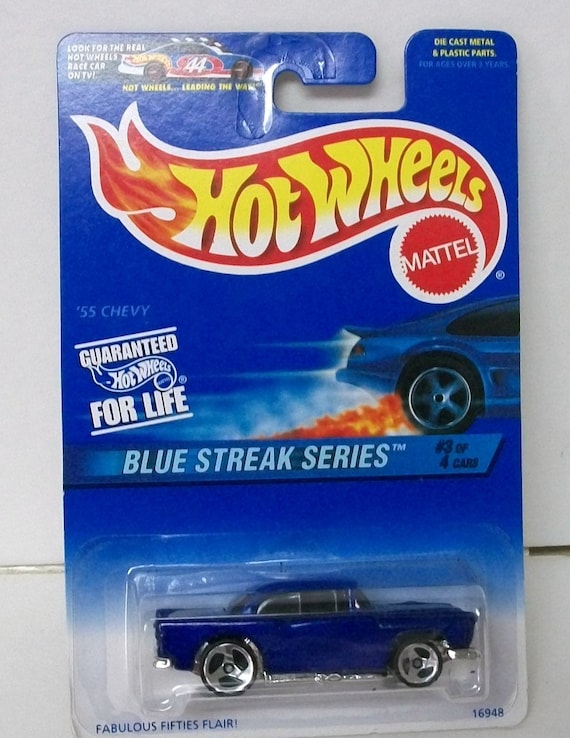 LOOK FOR THE REAL
HOT WHEELS
RACE CAR
ON TV!
44
HOT WHEELS... LEADING THE WAY
DIE CAST METAL
& PLASTIC PARTS.
FOR AGES OVER 3 YEARS
HOT WHEELS
MATTEL
®
'55 CHEVY
GUARANTEED
HOT WHEELS ®
FOR LIFE
BLUE STREAK SERIES™
#3 OF
4 CARS
FABULOUS FIFTIES FLAIR!
16948